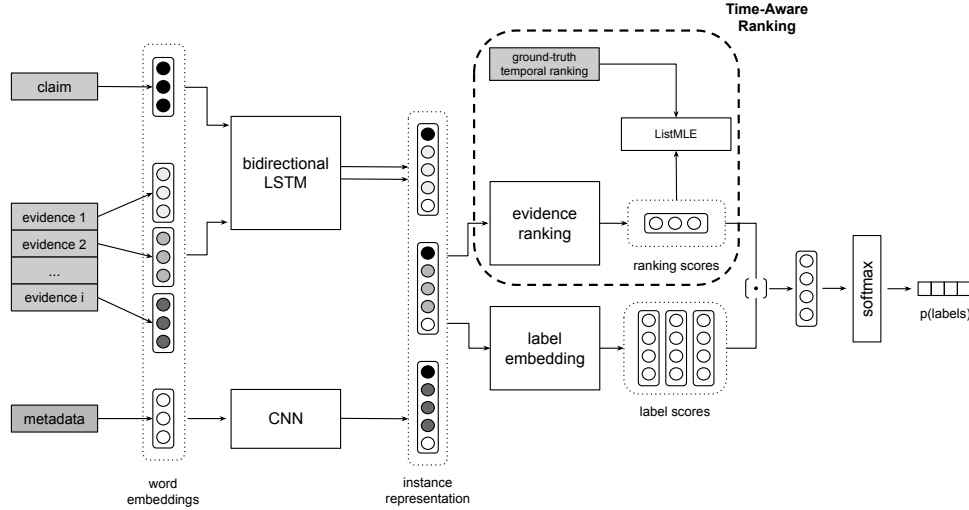 Time-Aware
Ranking
claim
ground-truth
temporal ranking
ListMLE
bidirectional
LSTM
evidence 1
evidence 2
...
evidence i
evidence
ranking
ranking scores
softmax
p(labels)
label
embedding
label scores
metadata
CNN
word
embeddings
instance
representation